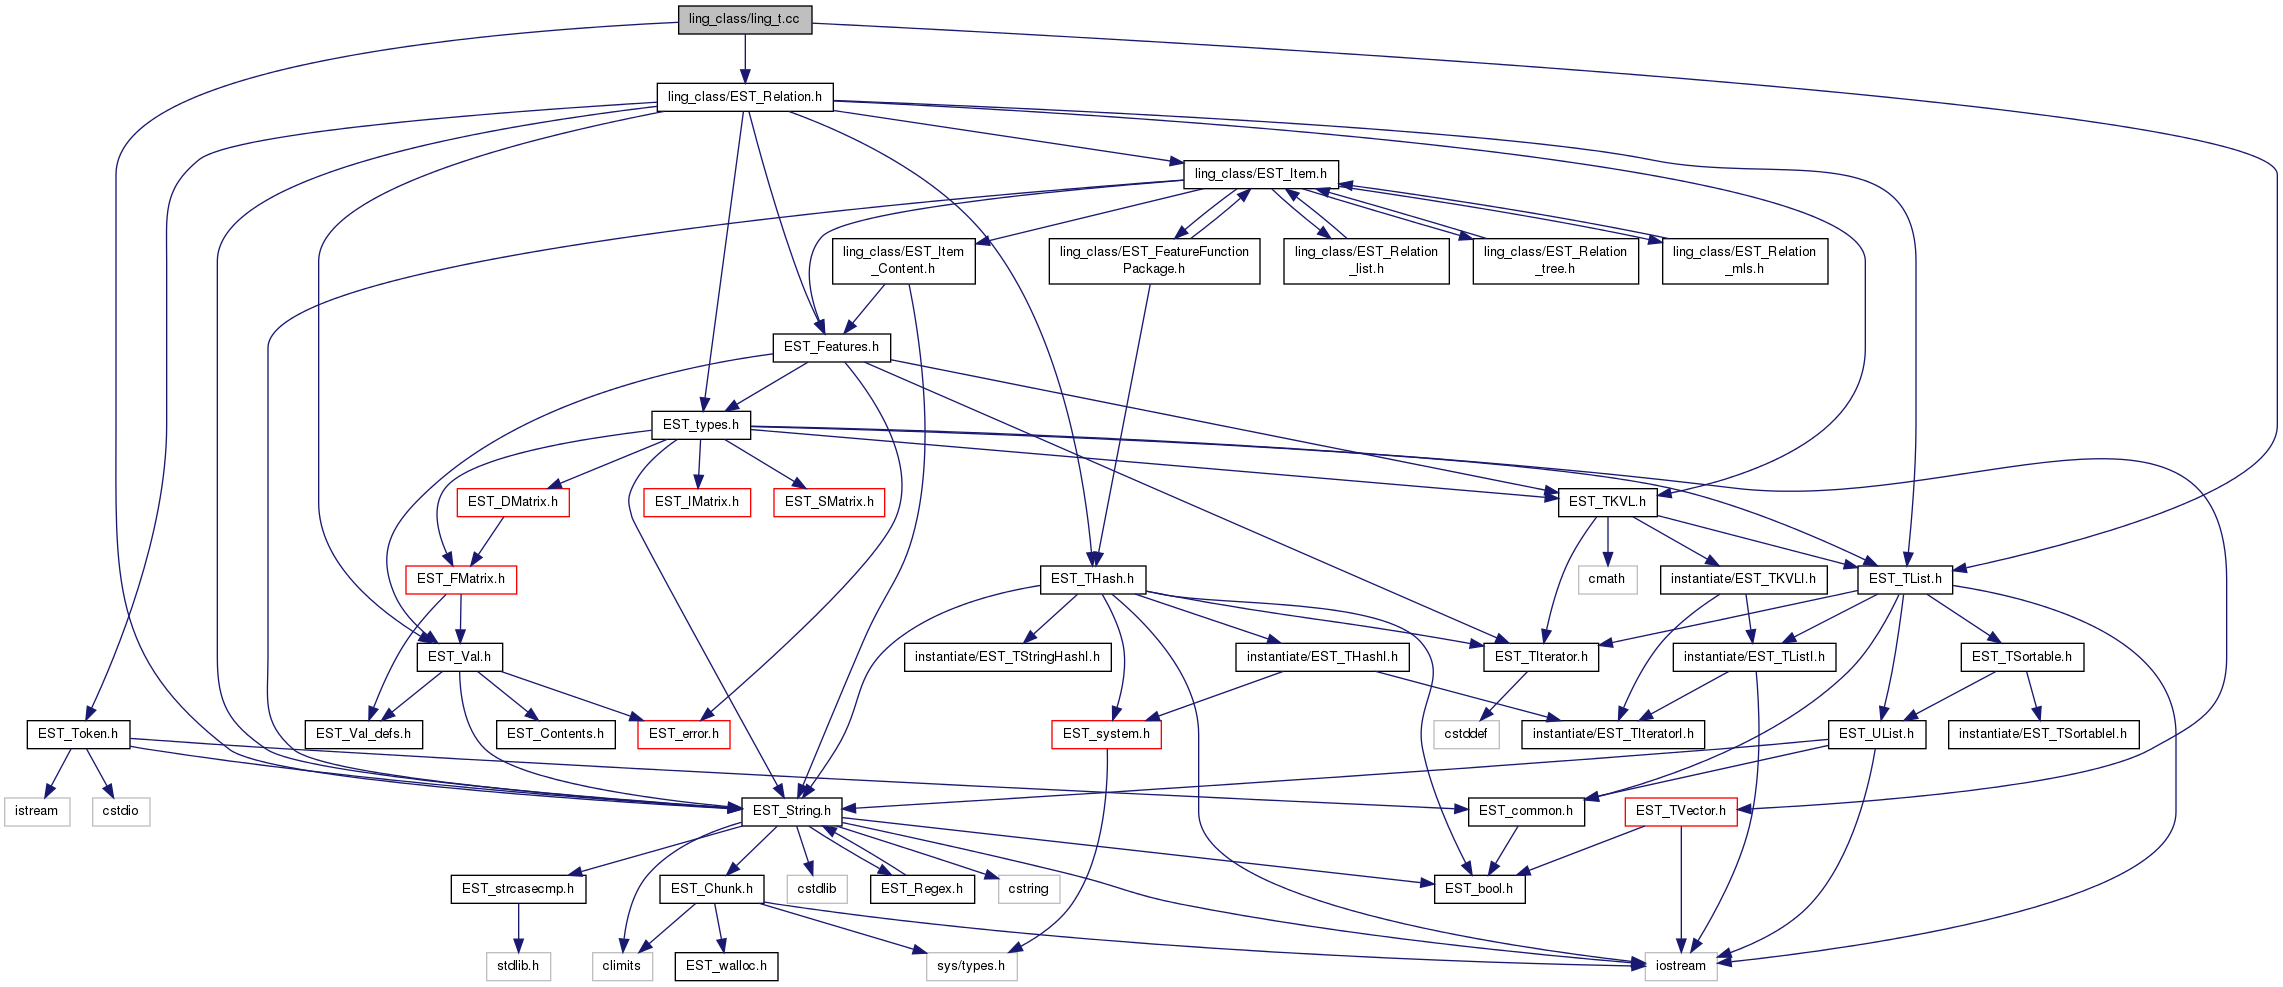 ling_class/ling_t.cc
ling_class/EST_Relation.h
ling_class/EST_Item.h
ling_class/EST_Item
_Content.h
ling_class/EST_FeatureFunction
Package.h
ling_class/EST_Relation
_list.h
ling_class/EST_Relation
_tree.h
ling_class/EST_Relation
_mls.h
EST_Features.h
EST_types.h
EST_DMatrix.h
EST_IMatrix.h
EST_SMatrix.h
EST_TKVL.h
EST_FMatrix.h
EST_THash.h
cmath
instantiate/EST_TKVLI.h
EST_TList.h
EST_Val.h
instantiate/EST_TStringHashI.h
instantiate/EST_THashI.h
EST_TIterator.h
instantiate/EST_TListI.h
EST_TSortable.h
EST_Token.h
EST_Val_defs.h
EST_Contents.h
EST_error.h
EST_system.h
cstddef
instantiate/EST_TIteratorI.h
EST_UList.h
instantiate/EST_TSortableI.h
istream
cstdio
EST_String.h
EST_common.h
EST_TVector.h
EST_strcasecmp.h
EST_Chunk.h
cstdlib
EST_Regex.h
cstring
EST_bool.h
stdlib.h
climits
EST_walloc.h
sys/types.h
iostream